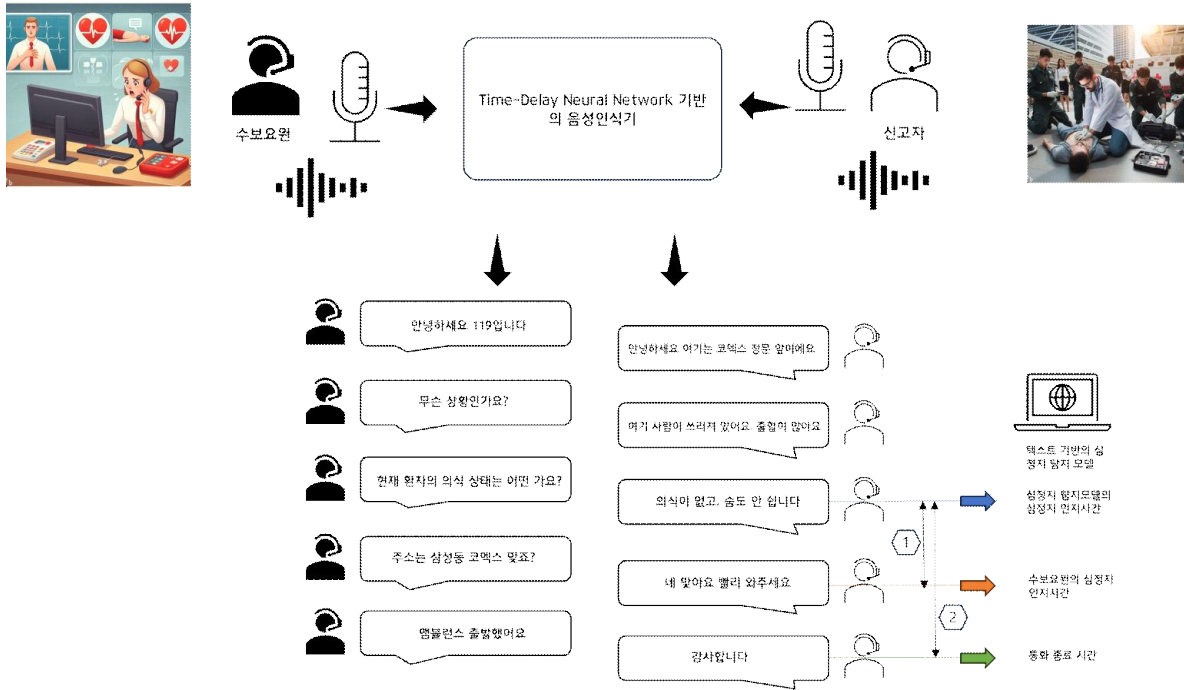 수보요원
Time-Delay Neural Network 기반
의 음성인식기
신고자
안녕하세요 119입니다
안녕하세요 여기는 코엑스 정문 앞여에요
무슨 상황인가요?
여기 사람이 쓰러져 있어요. 출혈이 많아요
현재 환자의 의식 상태는 어떤 가요?
의식이 없고, 숨도 안 쉽니다
주소는 삼성동 코엑스 맞죠?
네 맞아요 빨리 와주세요
앰뷸런스 출발했어요
감사합니다
텍스트 기반의 심
정지 탐지 모델
심정지 탐지모델의
심정지 인지시간
1
수보요원의 심정지
인지시간
2
통화 종료 시간